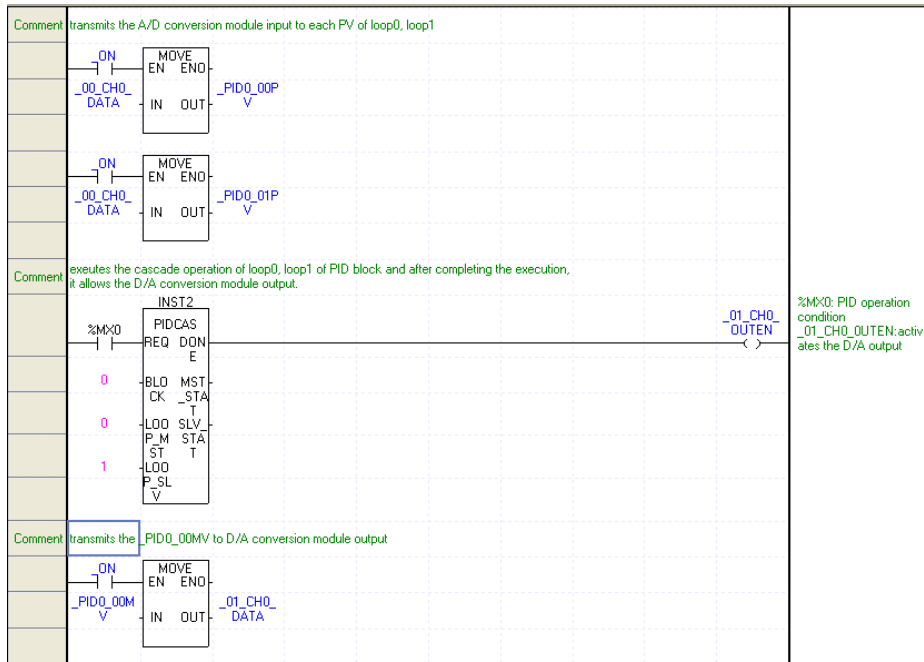 Comment transmits the A/D conversion module input to each PV of loop0, loop1
_ON MOVE
EN ENO
_00_CH0_ _PID0_00P
DATA IN OUT V
_ON MOVE
EN ENO
_00_CH0_ _PID0_01P
DATA IN OUT V
Comment exeutes the cascade operation of loop0, loop1 of PID block and after completing the execution,
it allows the D/A conversion module output.
INST2
%MX0 PIDCAS
REQ DON
E
_01_CH0_
OUTEN
%MX0: PID operation
condition
_01_CH0_OUTEN:activ
ates the D/A output
0 BLO MST
CK _STA
T
0 LOO SLV_
P_M STA
ST T
1 LOO
P_SL
V
Comment transmits the _PID0_00MV to D/A conversion module output
_ON MOVE
EN ENO
_PID0_00M _01_CH0_
V IN OUT DATA